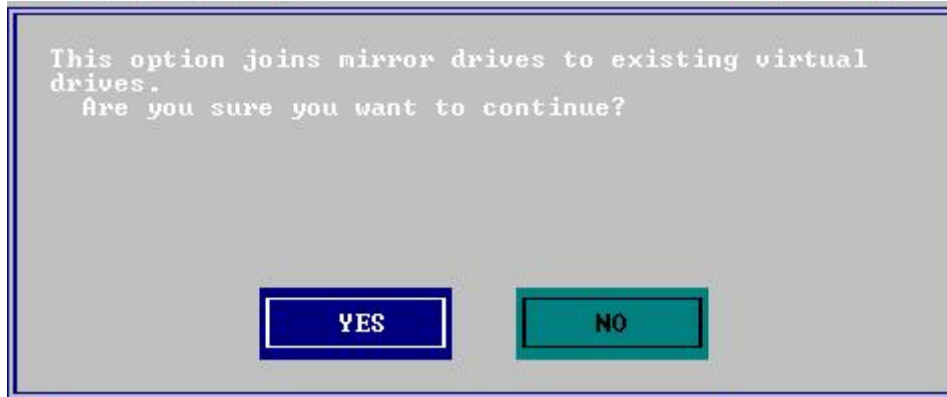 This option joins mirror drives to existing virtual
drives.
Are you sure you want to continue?
YES
NO